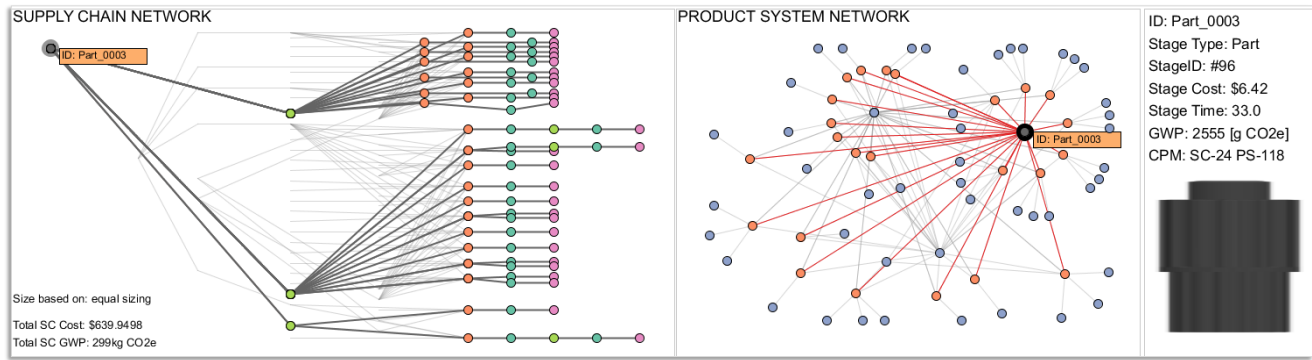 SUPPLY CHAIN NETWORK
ID: Part_0003
Size based on: equal sizing
Total SC Cost: $639.9498
Total SC GWP: 299kg CO2e
PRODUCT SYSTEM NETWORK
ID: Part_0003
ID: Part_0003
Stage Type: Part
StageID: #96
Stage Cost: $6.42
Stage Time: 33.0
GWP: 2555 [g CO2e]
CPM: SC-24 PS-118